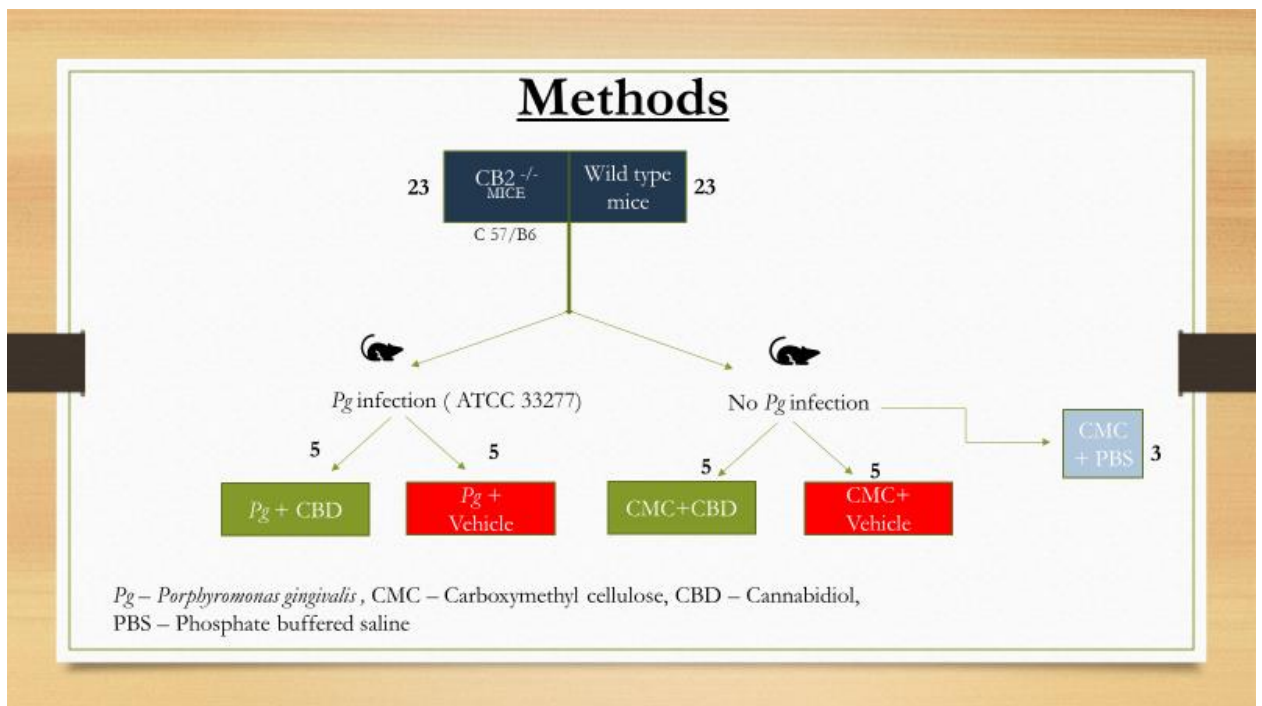 Methods
23
CB2 -/-
MICE
Wild type
mice
23
C 57/B6
Pg infection ( ATCC 33277)
No Pg infection
CMC
+ PBS
3
5
5
5
5
Pg + CBD
Pg +
Vehicle
CMC+CBD
CMC+
Vehicle
Pg – Porphyromonas gingivalis , CMC – Carboxymethyl cellulose, CBD – Cannabidiol,
PBS – Phosphate buffered saline